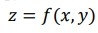 z = f(x, y)